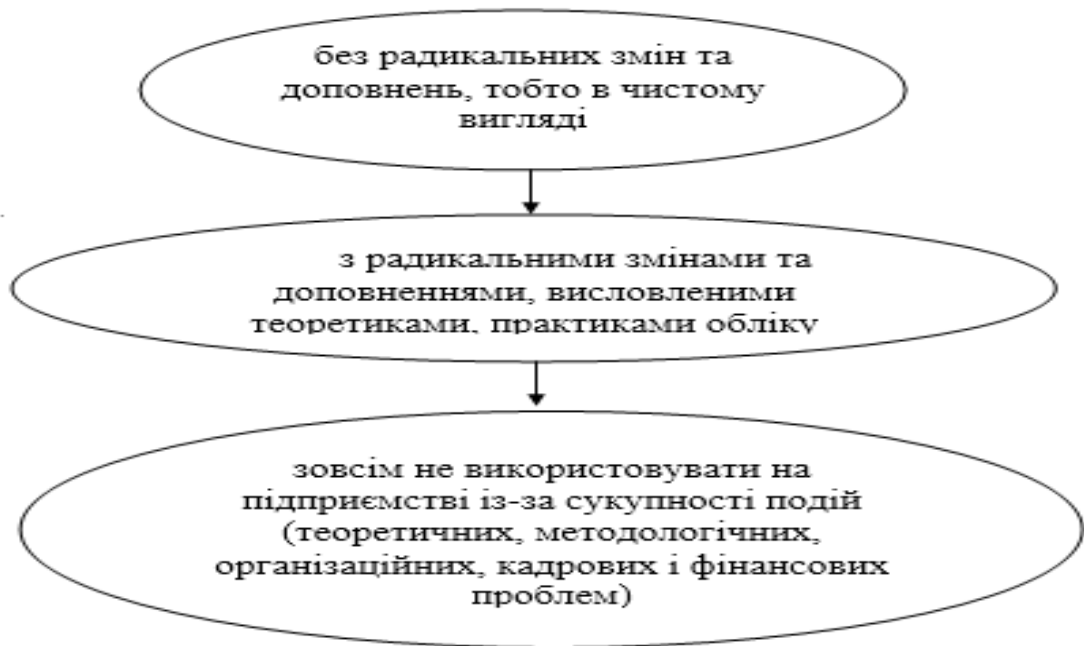 без радикальних змін та
доповнень, тобто в чистому
вигляді
з радикальними змінами та
доповненнями, висловленими
теоретиками, практиками обліку
зовсім не використовувати на
підприємстві із-за сукупності подій
(теоретичних, методологічних,
організаційних, кадрових і фінансових
проблем)